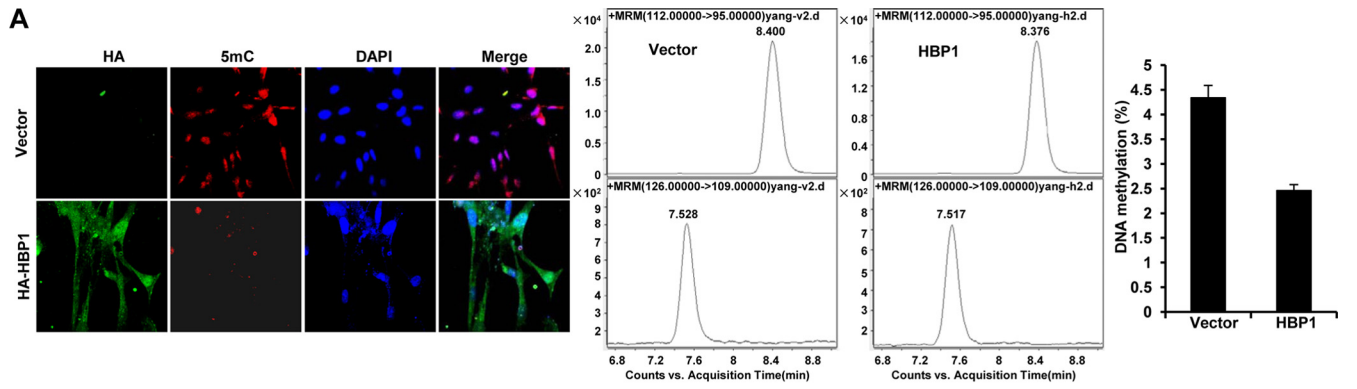 A
HA 5mC DAPI Merge
Vector
HA-HBP1
×10⁴ +MRM(112.00000->95.00000)yang-v2.d
8.400
Vector
2.0
1.5
1.0
0.5
0
×10² +MRM(126.00000->109.00000)yang-v2.d
7.528
9
8
7
6
5
4
3
2
6.8 7.2 7.6 8 8.4 8.8
Counts vs. Acquisition Time(min)
×10⁴ +MRM(112.00000->95.00000)yang-h2.d
8.376
HBP1
2.0
1.6
1.2
0.8
0.4
0
×10² +MRM(126.00000->109.00000)yang-h2.d
7.517
8
7
6
5
4
3
2
6.8 7.2 7.6 8 8.4 8.8
Counts vs. Acquisition Time(min)
DNA methylation (%)
5
4.5
4
3.5
3
2.5
2
1.5
1
0.5
0
Vector HBP1